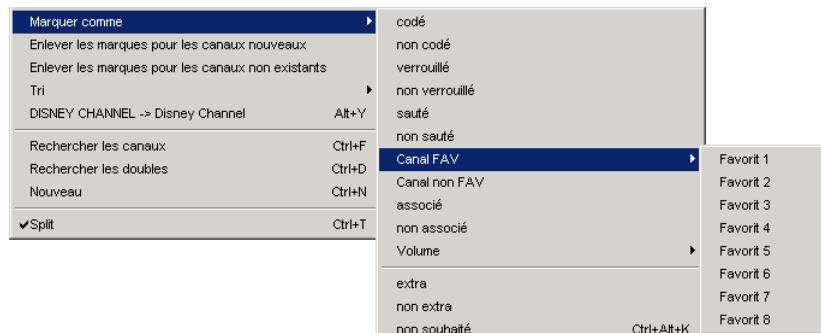 Marquer comme
Enlever les marques pour les canaux nouveaux
Enlever les marques pour les canaux non existants
Tri
DISNEY CHANNEL -> Disney Channel Alt+Y
Rechercher les canaux Ctrl+F
Rechercher les doubles Ctrl+D
Nouveau Ctrl+N
✔Split Ctrl+T
codé
non codé
verrouillé
non verrouillé
sauté
non sauté
Canal FAV
Canal non FAV
associé
non associé
Volume
extra
non extra
non souhaité Ctrl+Alt+K
Favorit 1
Favorit 2
Favorit 3
Favorit 4
Favorit 5
Favorit 6
Favorit 7
Favorit 8